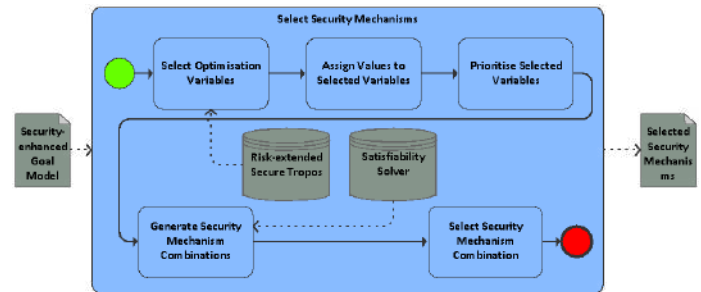 Select Security Mechanisms
Select Optimisation
Variables
Assign Values to
Selected Variables
Prioritise Selected
Variables
Security-
enhanced
Goal
Model
Risk-extended
Secure Tropos
Satisfiability
Solver
Selected
Security
Mechanis
ms
Generate Security
Mechanism
Combinations
Select Security
Mechanism
Combination